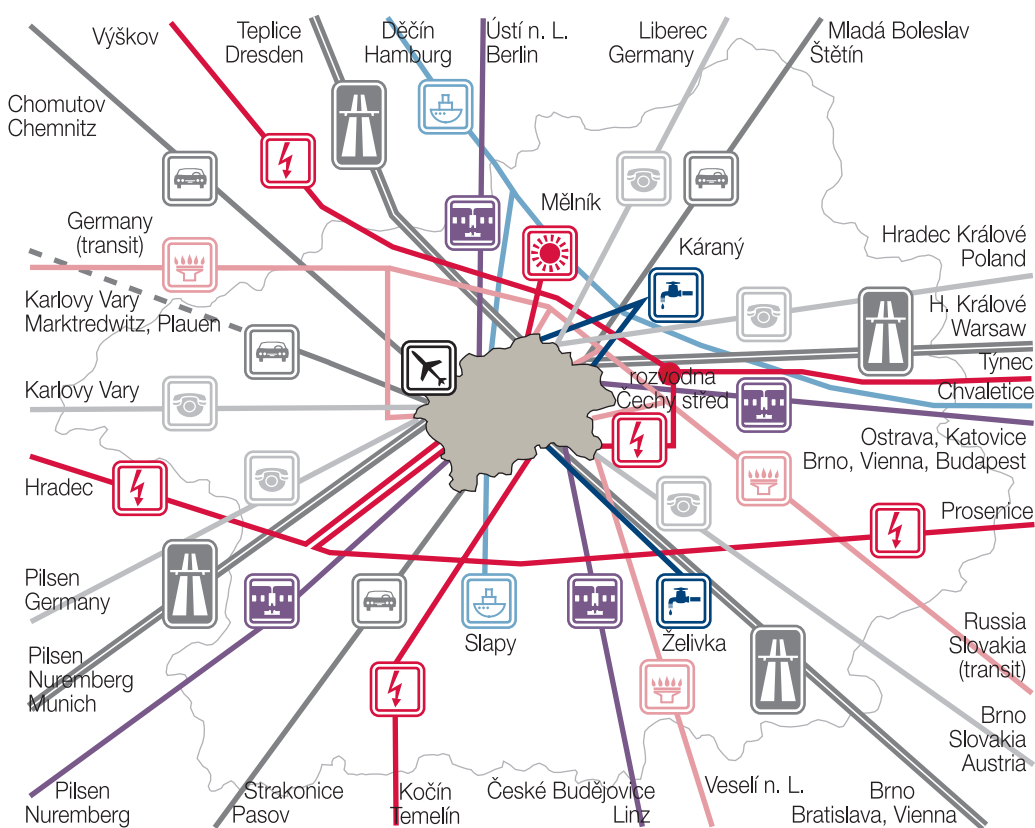 Výškov
Teplice
Dresden
Děčín
Hamburg
Ústí n. L.
Berlin
Liberec
Germany
Mladá Boleslav
Štětín
Chomutov
Chemnitz
Germany
(transit)
Mělník
Káraný
Hradec Králové
Poland
Karlovy Vary
Marktredwitz, Plauen
H. Králové
Warsaw
Týnec
Chvaletice
Karlovy Vary
rozvodna
Čechy střed
Ostrava, Katovice
Brno, Vienna, Budapest
Hradec
Prosenice
Pilsen
Germany
Slapy
Želivka
Russia
Slovakia
(transit)
Pilsen
Nuremberg
Munich
Brno
Slovakia
Austria
Pilsen
Nuremberg
Strakonice
Pasov
Kočín
Temelín
České Budějovice
Linz
Veselí n. L.
Brno
Bratislava, Vienna